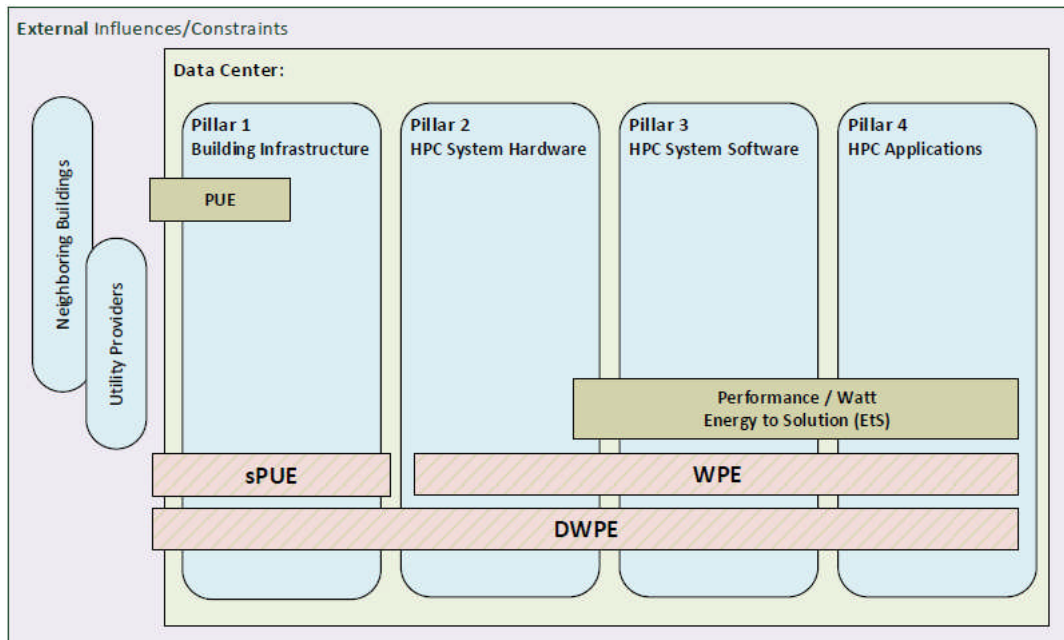 External Influences/Constraints
Data Center:
Neighboring Buildings
Utility Providers
Pillar 1
Building Infrastructure
Pillar 2
HPC System Hardware
Pillar 3
HPC System Software
Pillar 4
HPC Applications
PUE
Performance / Watt
Energy to Solution (EtS)
sPUE
WPE
DWPE